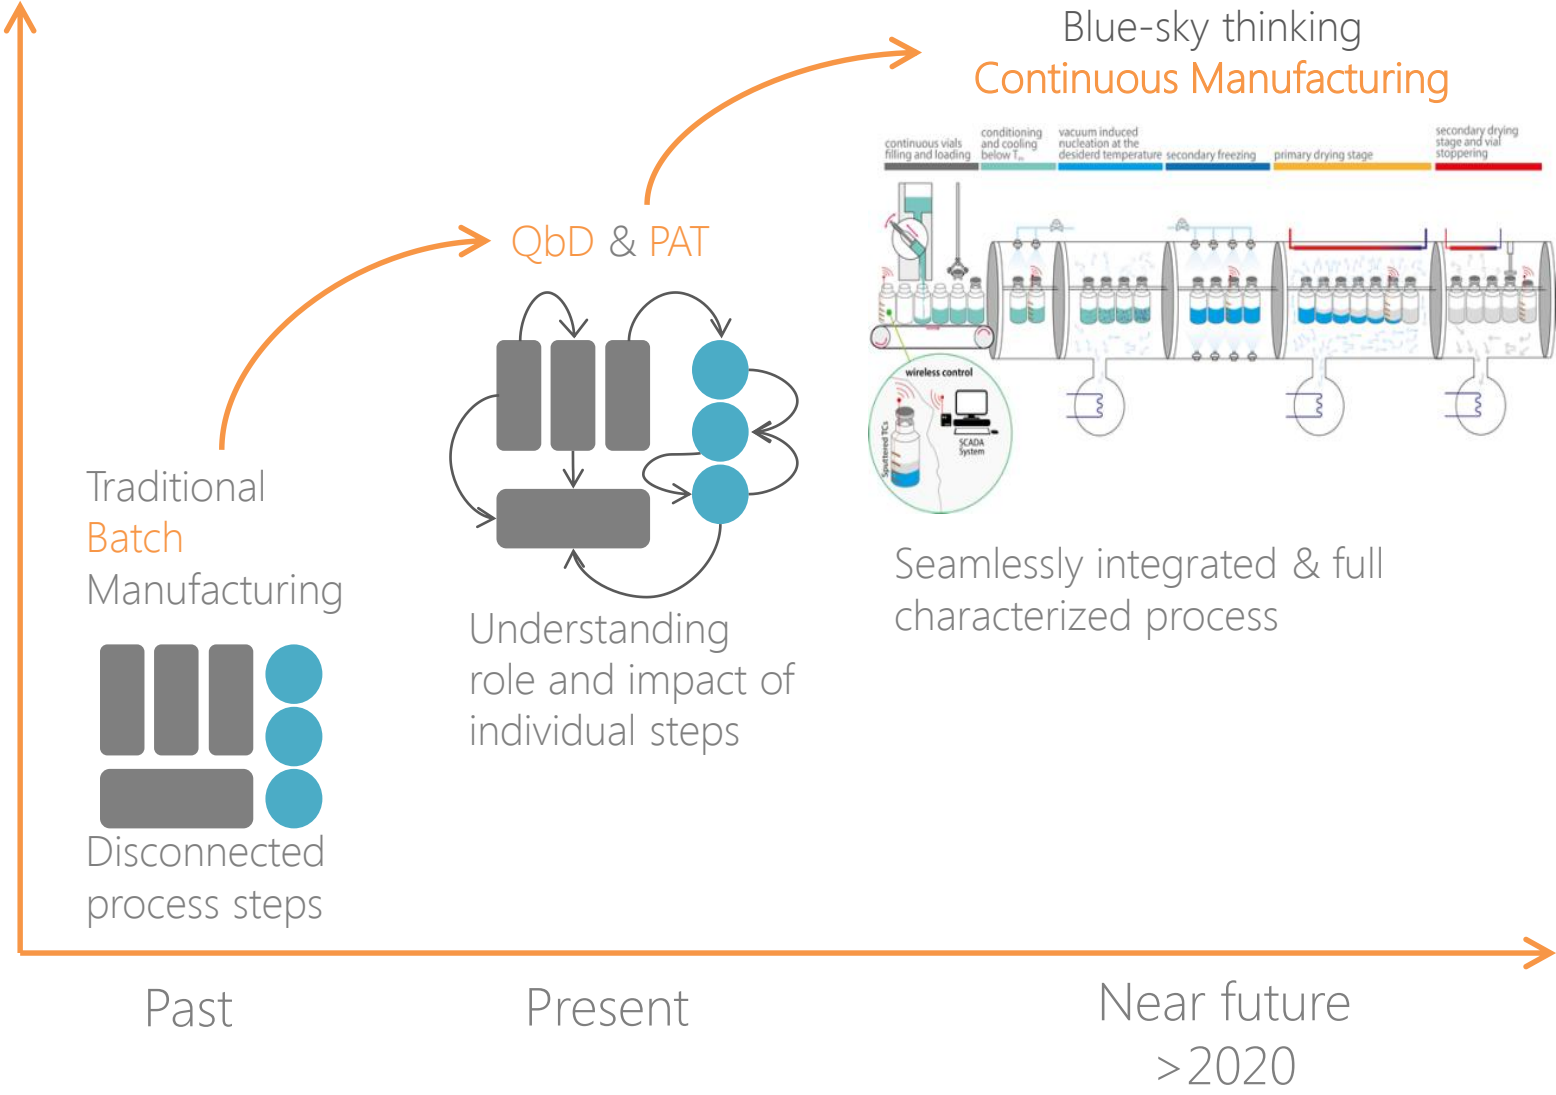 Blue-sky thinking
Continuous Manufacturing
continuous vials
filling and loading
conditioning
and cooling
below T
vacuum induced
nucleation at the
desiderd temperature
secondary freezing
primary drying stage
secondary drying
stage and vial
stoppering
wireless control
Sputtered TCs
SCADA
System
Seamlessly integrated & full
characterized process
QbD & PAT
Understanding
role and impact of
individual steps
Traditional
Batch
Manufacturing
Disconnected
process steps
Past
Present
Near future
>2020